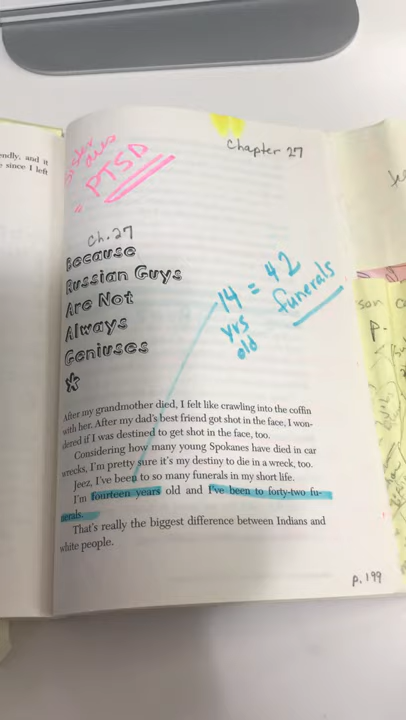 endly, and it
since I left
PTSD
Chapter 27
Ch.27
Because
Russian Guys
Are Not
Always
Geniuses
*
14 = 42
yrs funerals
old
After my grandmother died, I felt like crawling into the coffin
with her. After my dad's best friend got shot in the face, I won-
dered if I was destined to get shot in the face, too.
Considering how many young Spokanes have died in car
wrecks, I'm pretty sure it's my destiny to die in a wreck, too.
Jeez, I've been to so many funerals in my short life.
I'm fourteen years old and I've been to forty-two fu-
nerals.
That's really the biggest difference between Indians and
white people.
p.199
son
p.